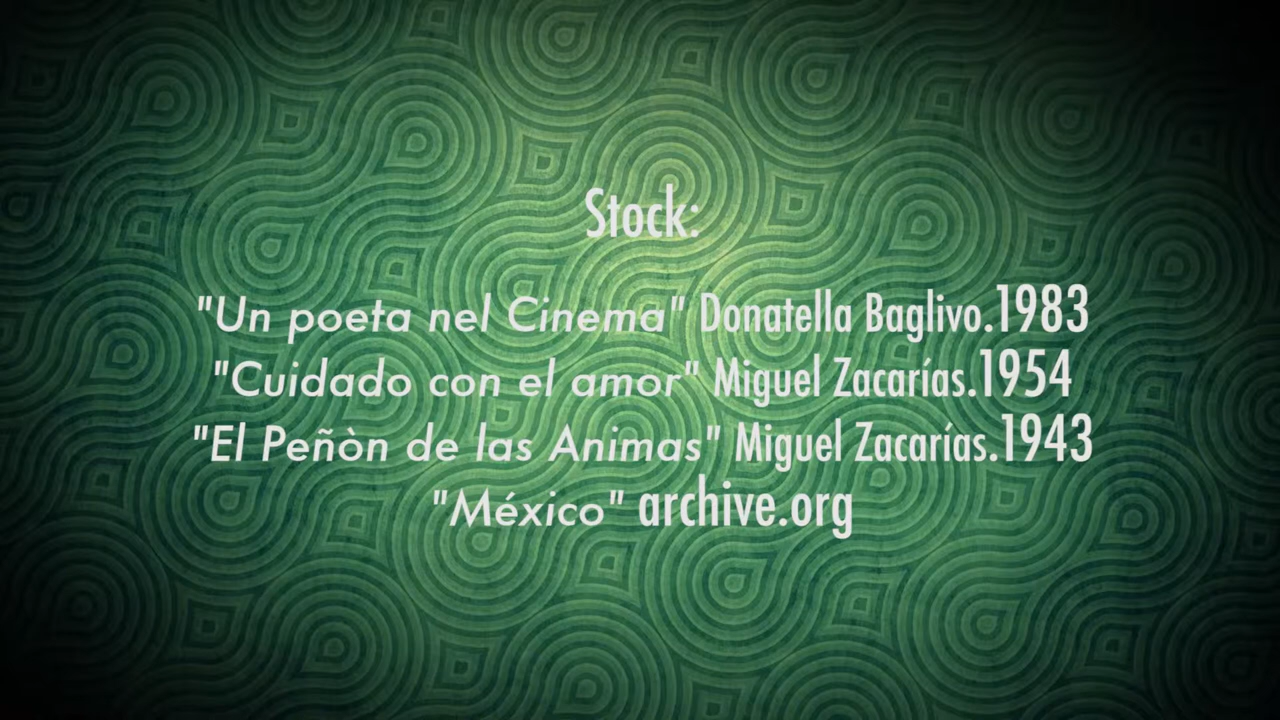 Stock:
"Un poeta nel Cinema" Donatella Baglivo.1983
"Cuidado con el amor" Miguel Zacarías.1954
"El Peñòn de las Animas" Miguel Zacarías.1943
"México" archive.org